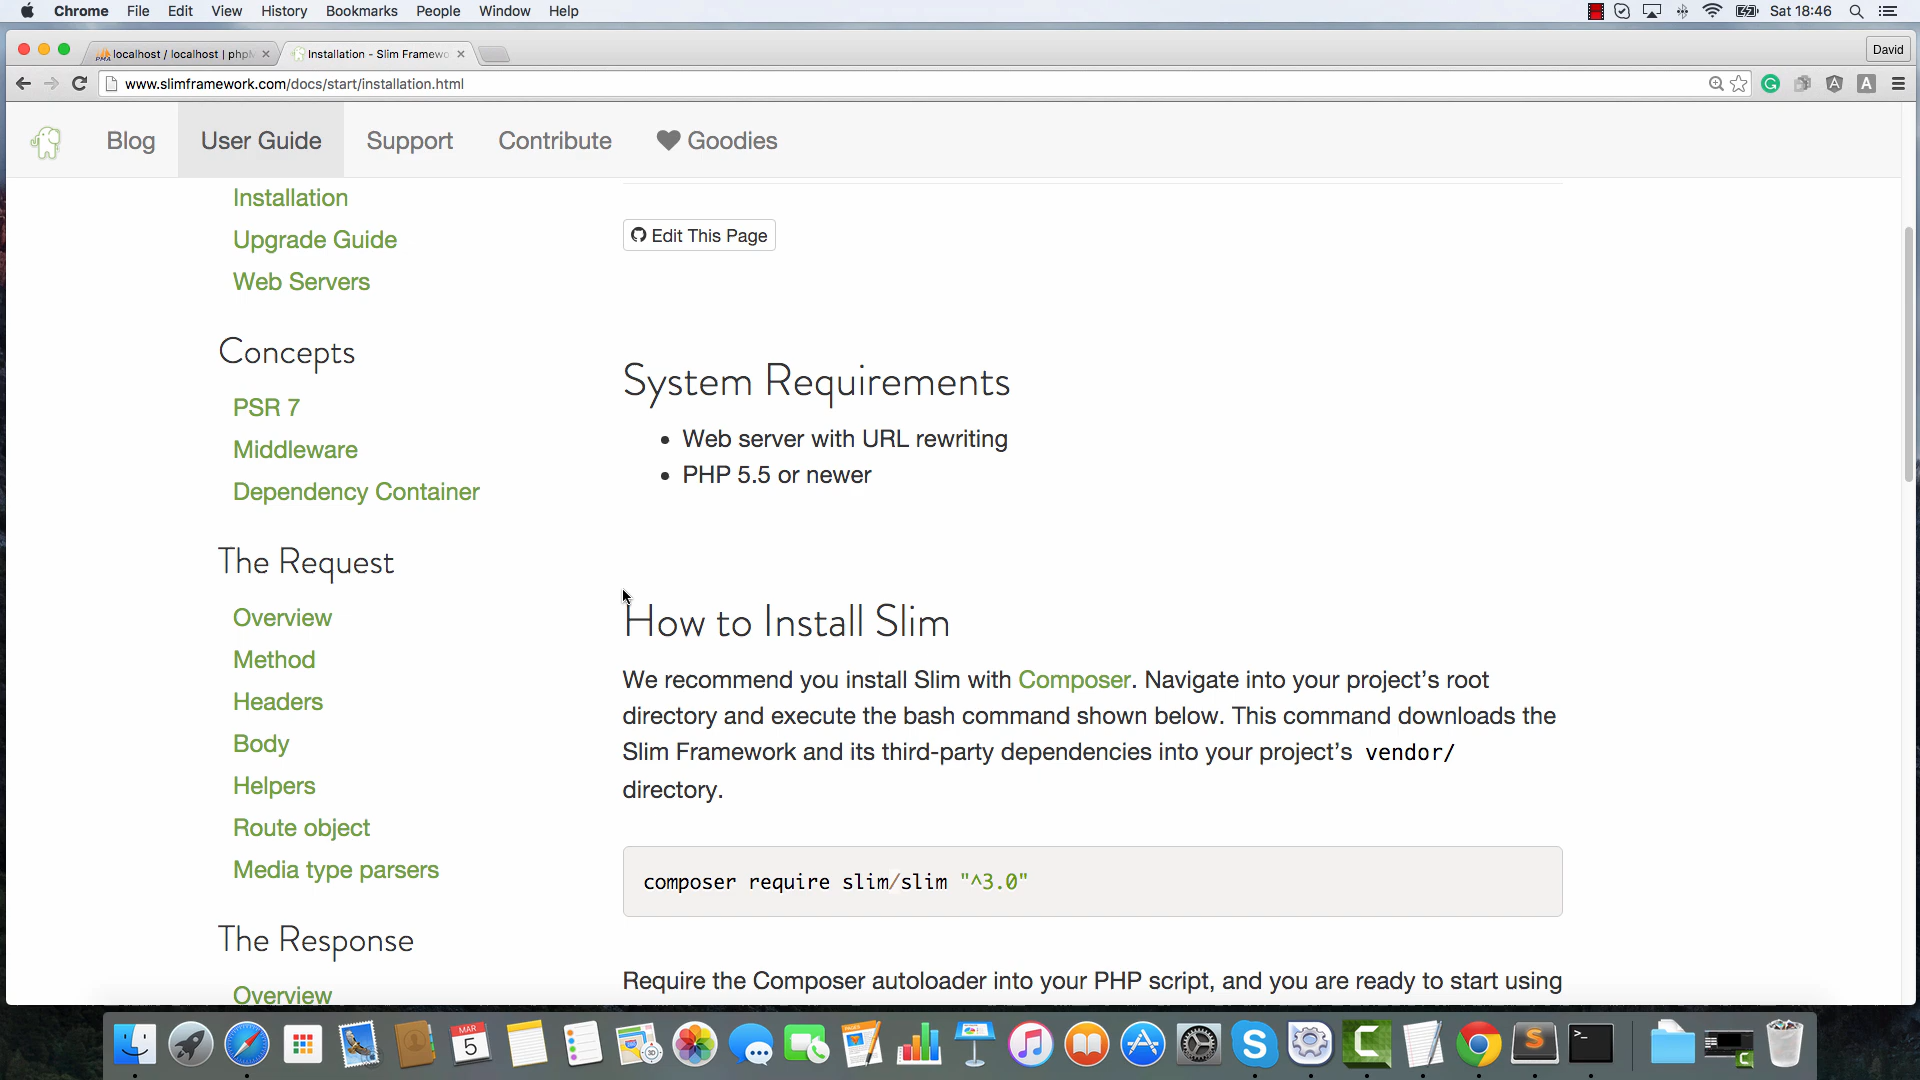 Chrome File Edit View History Bookmarks People Window Help Sat 18:46
localhost / localhost | php
Installation - Slim Framewo
David
www.slimframework.com/docs/start/installation.html
Blog User Guide Support Contribute Goodies
Installation
Upgrade Guide
Web Servers
Concepts
PSR 7
Middleware
Dependency Container
The Request
Overview
Method
Headers
Body
Helpers
Route object
Media type parsers
The Response
Overview
Edit This Page
System Requirements
• Web server with URL rewriting
• PHP 5.5 or newer
How to Install Slim
We recommend you install Slim with Composer. Navigate into your project’s root
directory and execute the bash command shown below. This command downloads the
Slim Framework and its third-party dependencies into your project’s vendor/
directory.
composer require slim/slim "^3.0"
Require the Composer autoloader into your PHP script, and you are ready to start using
MAR
5